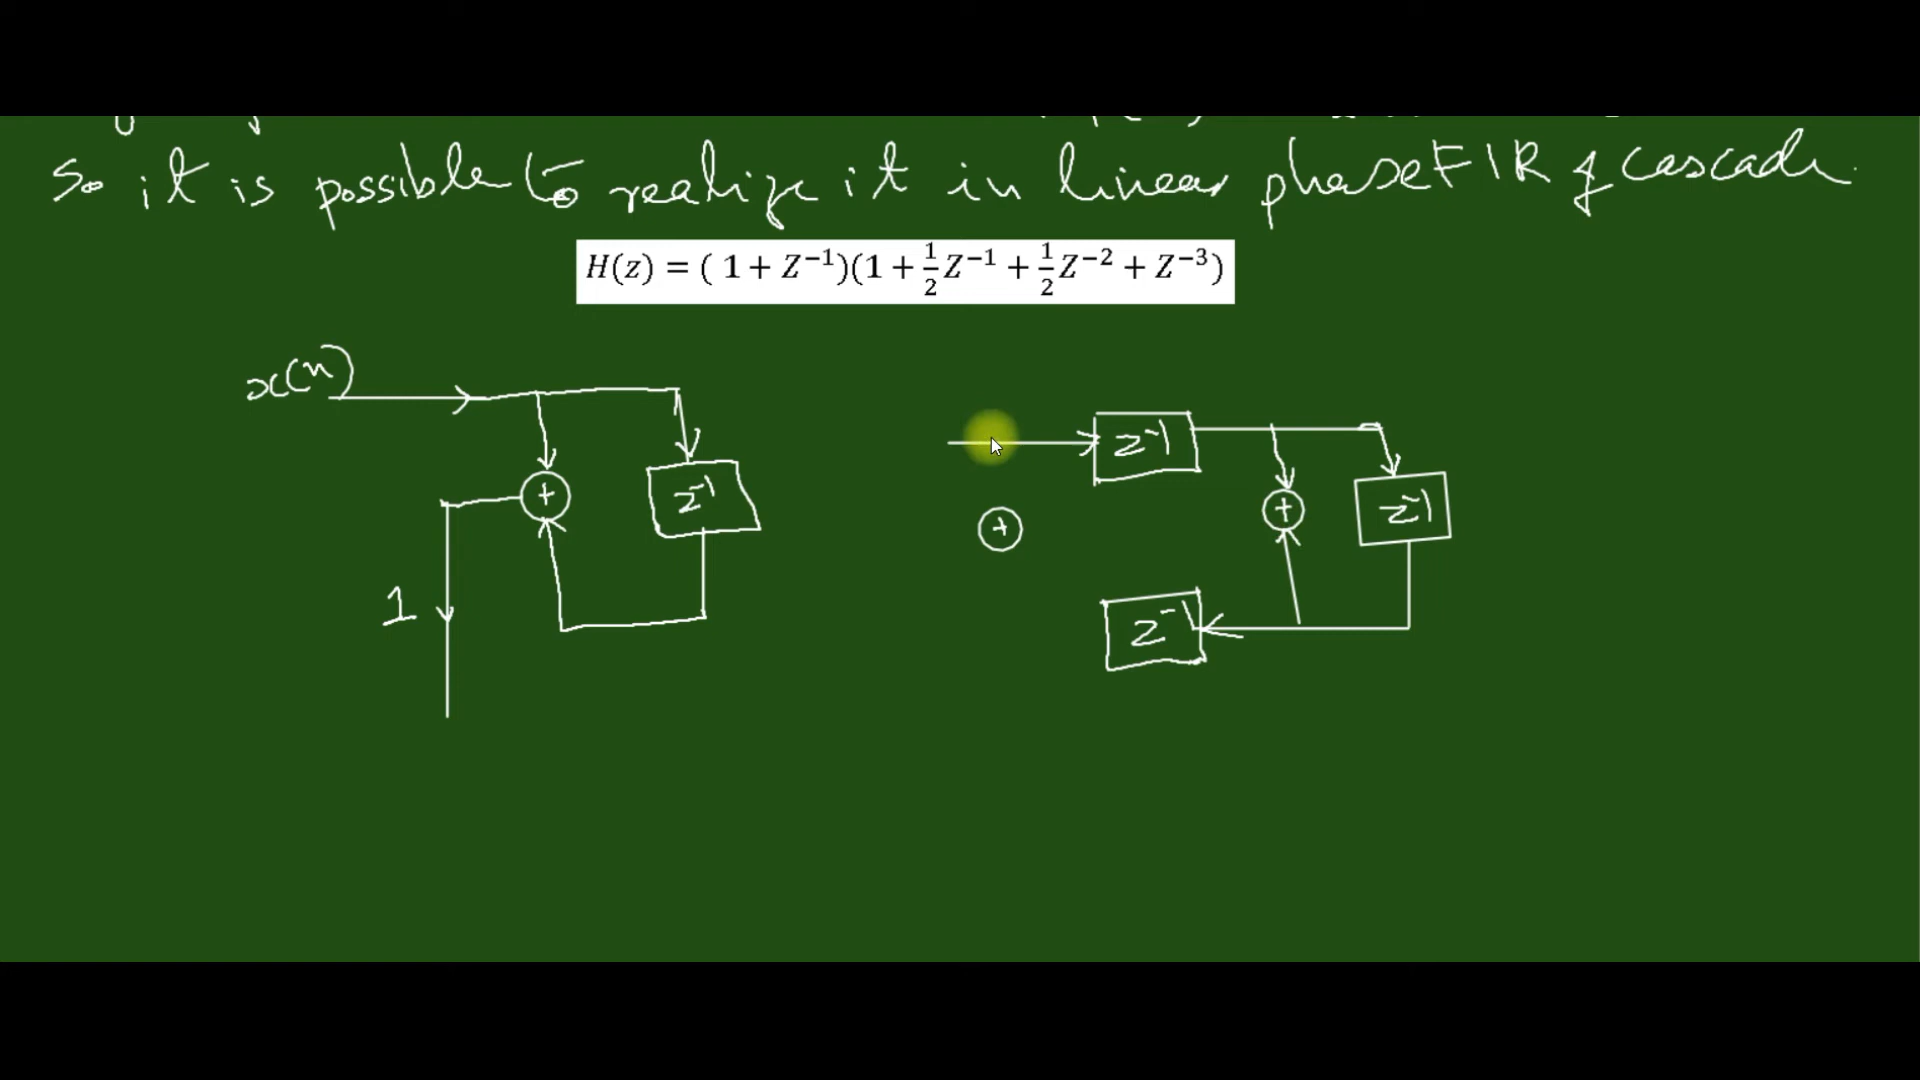 So it is possible to realize it in linear phase FIR & cascade.
H(z) = ( 1 + Z⁻¹)(1 + ½Z⁻¹ + ½Z⁻² + Z⁻³)
x(n)
z⁻¹
+ z⁻¹ + z⁻¹
+
1 z⁻¹